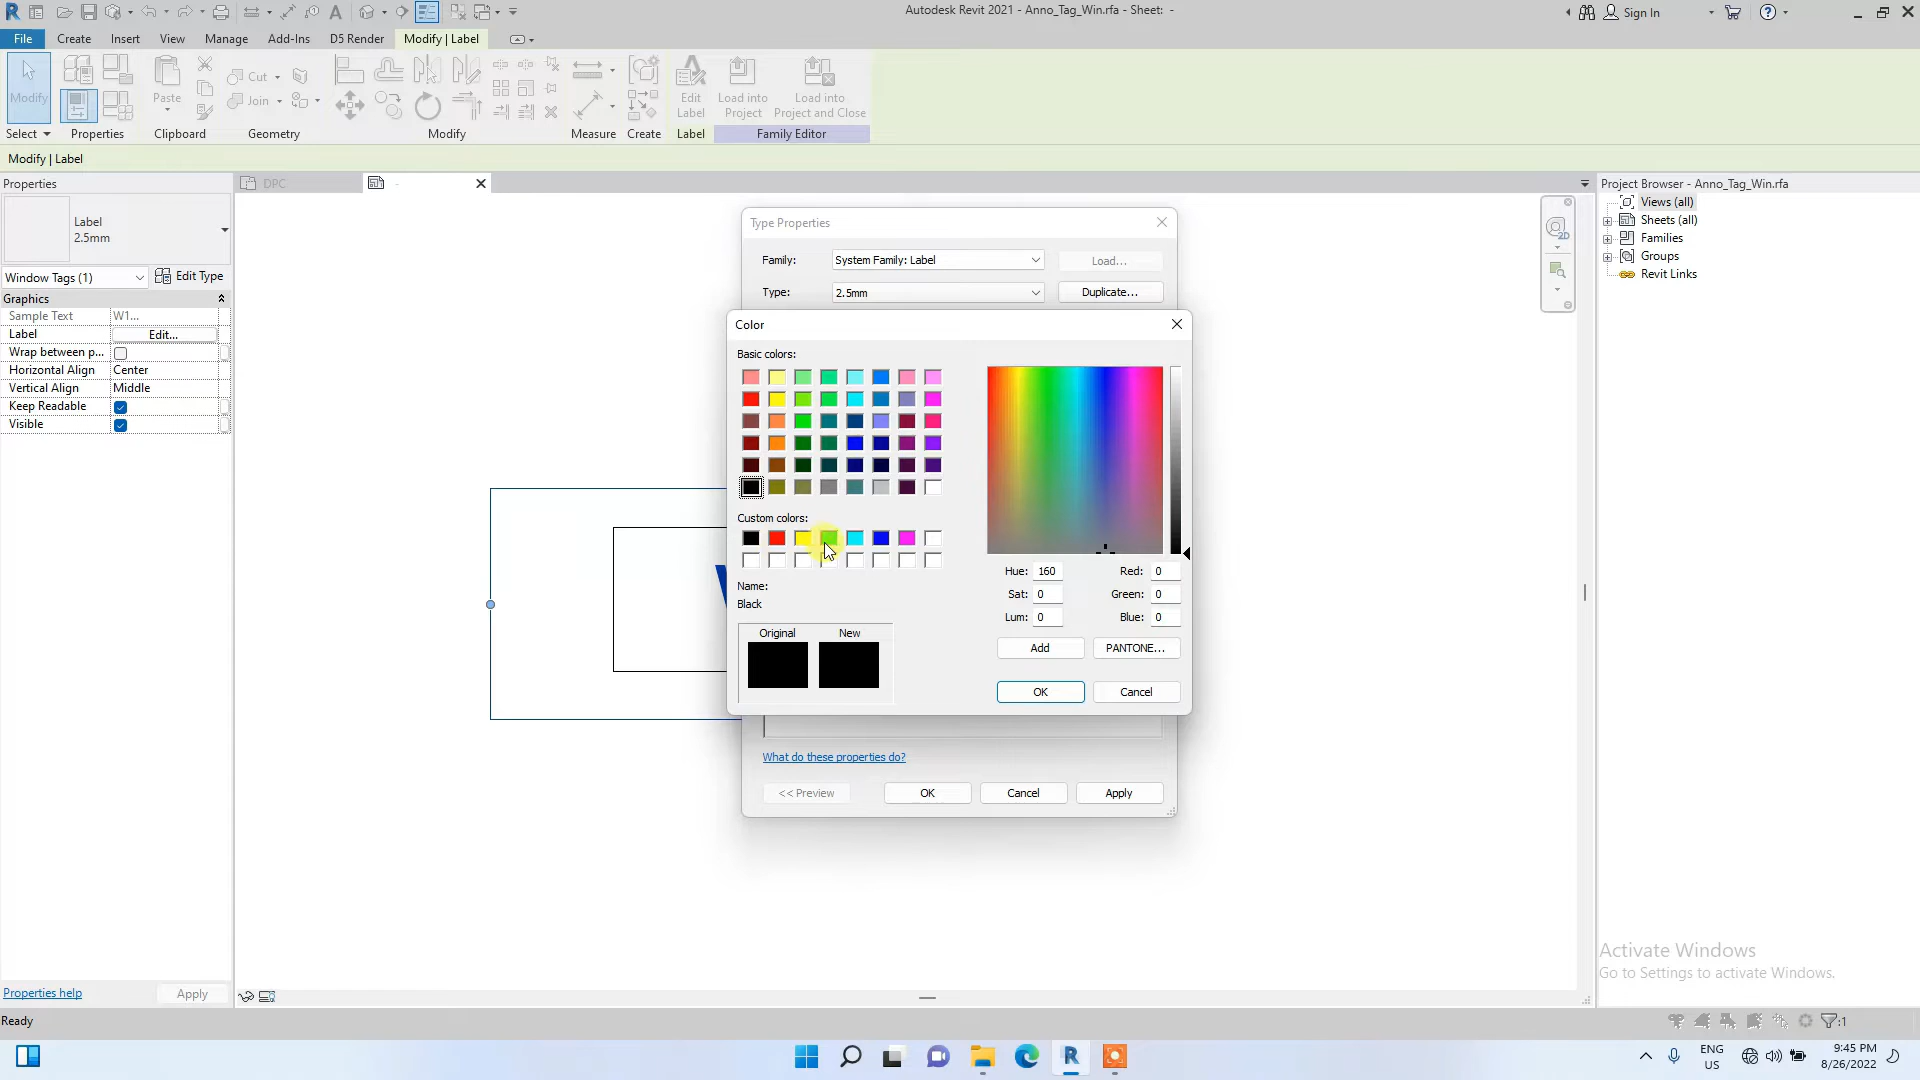 Autodesk Revit 2021 - Anno_Tag_Win.rfa - Sheet: -
Sign In
File Create Insert View Manage Add-Ins D5 Render Modify | Label
Modify
Paste
Cut
Join
Edit Label
Load into Project
Load into Project and Close
Select Properties Clipboard Geometry Modify Measure Create Label Family Editor
Modify | Label
Properties
DPC
-
Project Browser - Anno_Tag_Win.rfa
Label
2.5mm
Window Tags (1)
Edit Type
Graphics
Sample Text W1...
Label Edit...
Wrap between p...
Horizontal Align Center
Vertical Align Middle
Keep Readable
Visible
Views (all)
Sheets (all)
Families
Groups
Revit Links
2D
Type Properties
Family: System Family: Label Load...
Type: 2.5mm Duplicate...
Color
Basic colors:
Custom colors:
Name:
Black
Original New
Hue: 160 Red: 0
Sat: 0 Green: 0
Lum: 0 Blue: 0
Add PANTONE...
OK Cancel
What do these properties do?
<< Preview OK Cancel Apply
Activate Windows
Go to Settings to activate Windows.
Properties help Apply
Ready
:1
ENG
US
9:45 PM
8/26/2022